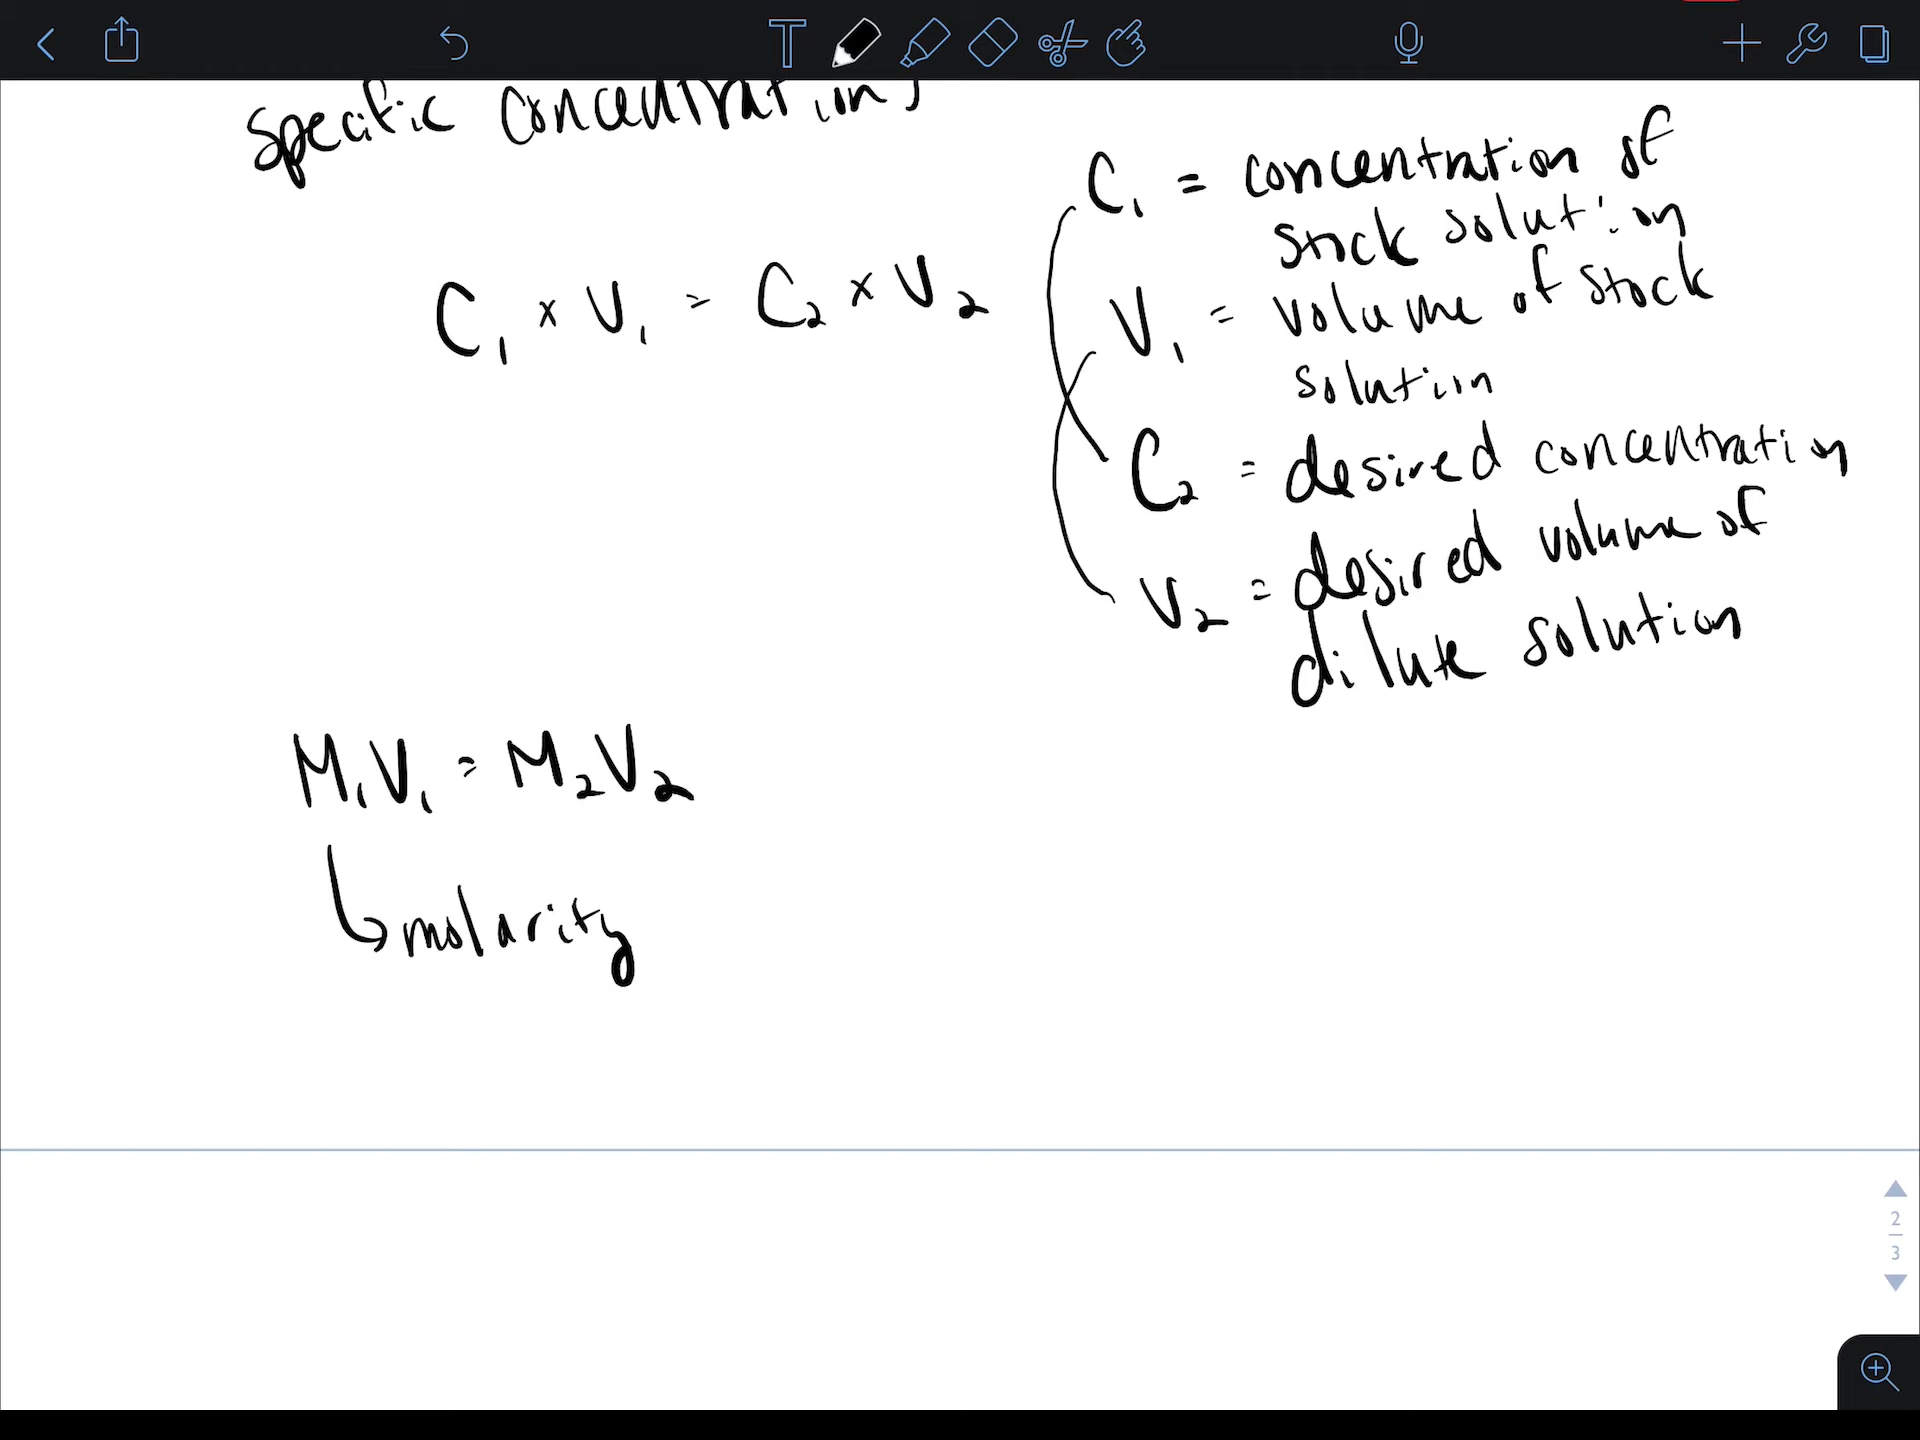 specific concentrations
C₁ × V₁ = C₂ × V₂
C₁ = concentration of
stock solution
V₁ = volume of stock
solution
C₂ = desired concentration
V₂ = desired volume of
dilute solution
M₁V₁ = M₂V₂
molarity
2
3